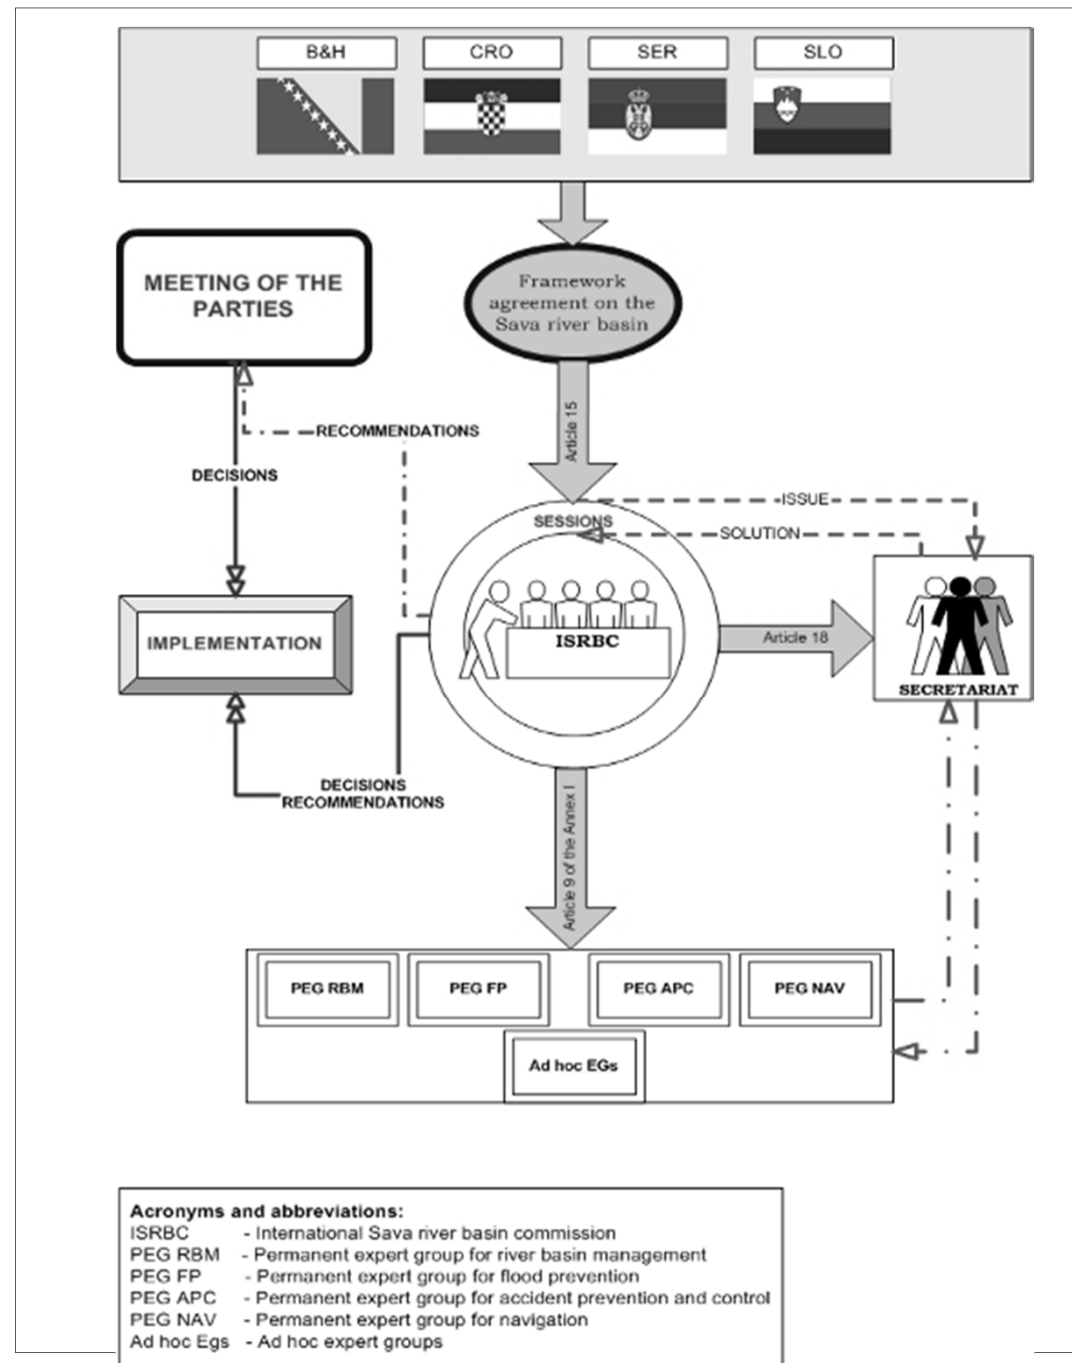 B&H
CRO
SER
SLO
MEETING OF THE
PARTIES
Framework
agreement on the
Sava river basin
Article 15
RECOMMENDATIONS
DECISIONS
ISSUE
SESSIONS
SOLUTION
ISRBC
Article 18
SECRETARIAT
IMPLEMENTATION
DECISIONS
RECOMMENDATIONS
Article 9 of the Annex I
PEG RBM
PEG FP
PEG APC
PEG NAV
Ad hoc EGs
Acronyms and abbreviations:
ISRBC - International Sava river basin commission
PEG RBM - Permanent expert group for river basin management
PEG FP - Permanent expert group for flood prevention
PEG APC - Permanent expert group for accident prevention and control
PEG NAV - Permanent expert group for navigation
Ad hoc Egs - Ad hoc expert groups